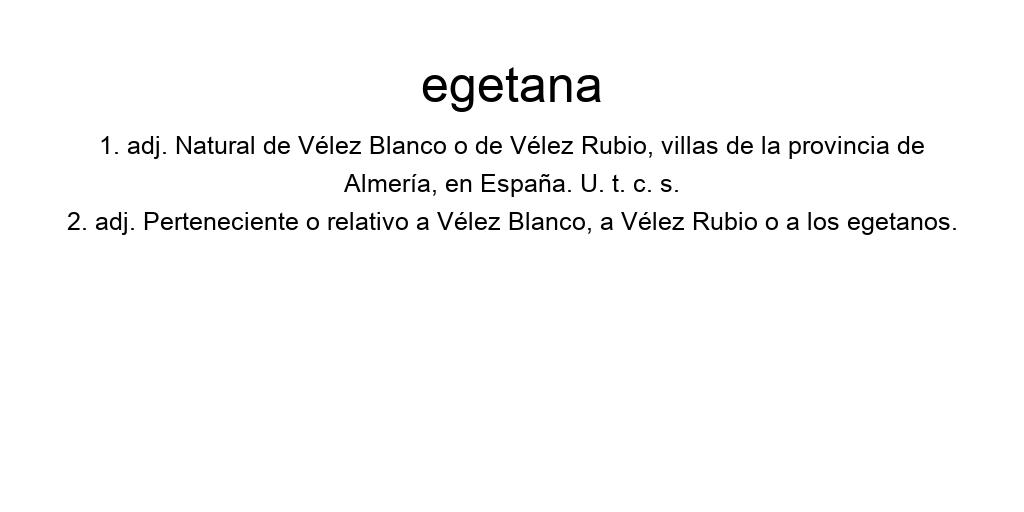 egetana
1. adj. Natural de Vélez Blanco o de Vélez Rubio, villas de la provincia de
Almería, en España. U. t. c. s.
2. adj. Perteneciente o relativo a Vélez Blanco, a Vélez Rubio o a los egetanos.